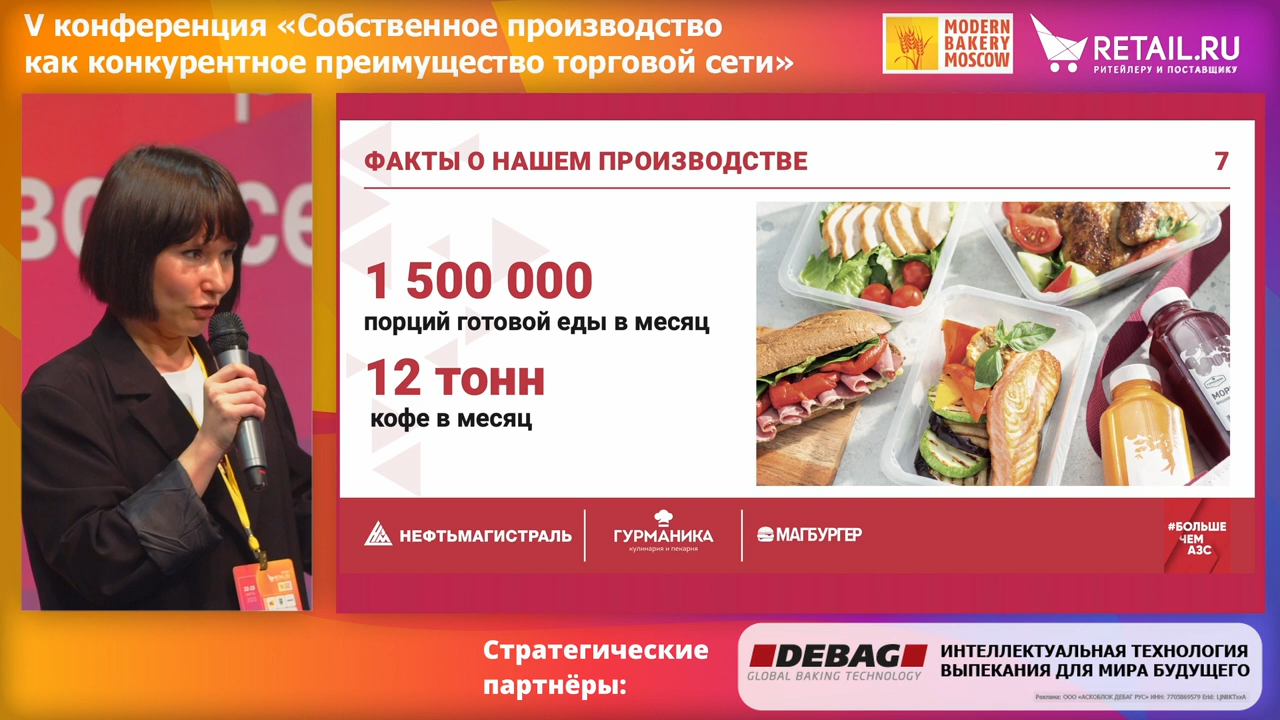 V конференция «Собственное производство
как конкурентное преимущество торговой сети»
MODERN
BAKERY
MOSCOW
RETAIL.RU
РИТЕЙЛЕРУ И ПОСТАВЩИКУ
ФАКТЫ О НАШЕМ ПРОИЗВОДСТВЕ
7
1 500 000
порций готовой еды в месяц
12 тонн
кофе в месяц
НЕФТЬМАГИСТРАЛЬ
ГУРМАНИКА
кулинария и пекарня
МАГБУРГЕР
#БОЛЬШЕ
ЧЕМ
АЗС
Стратегические
партнёры:
DEBAG
GLOBAL BAKING TECHNOLOGY
ИНТЕЛЛЕКТУАЛЬНАЯ ТЕХНОЛОГИЯ
ВЫПЕКАНИЯ ДЛЯ МИРА БУДУЩЕГО